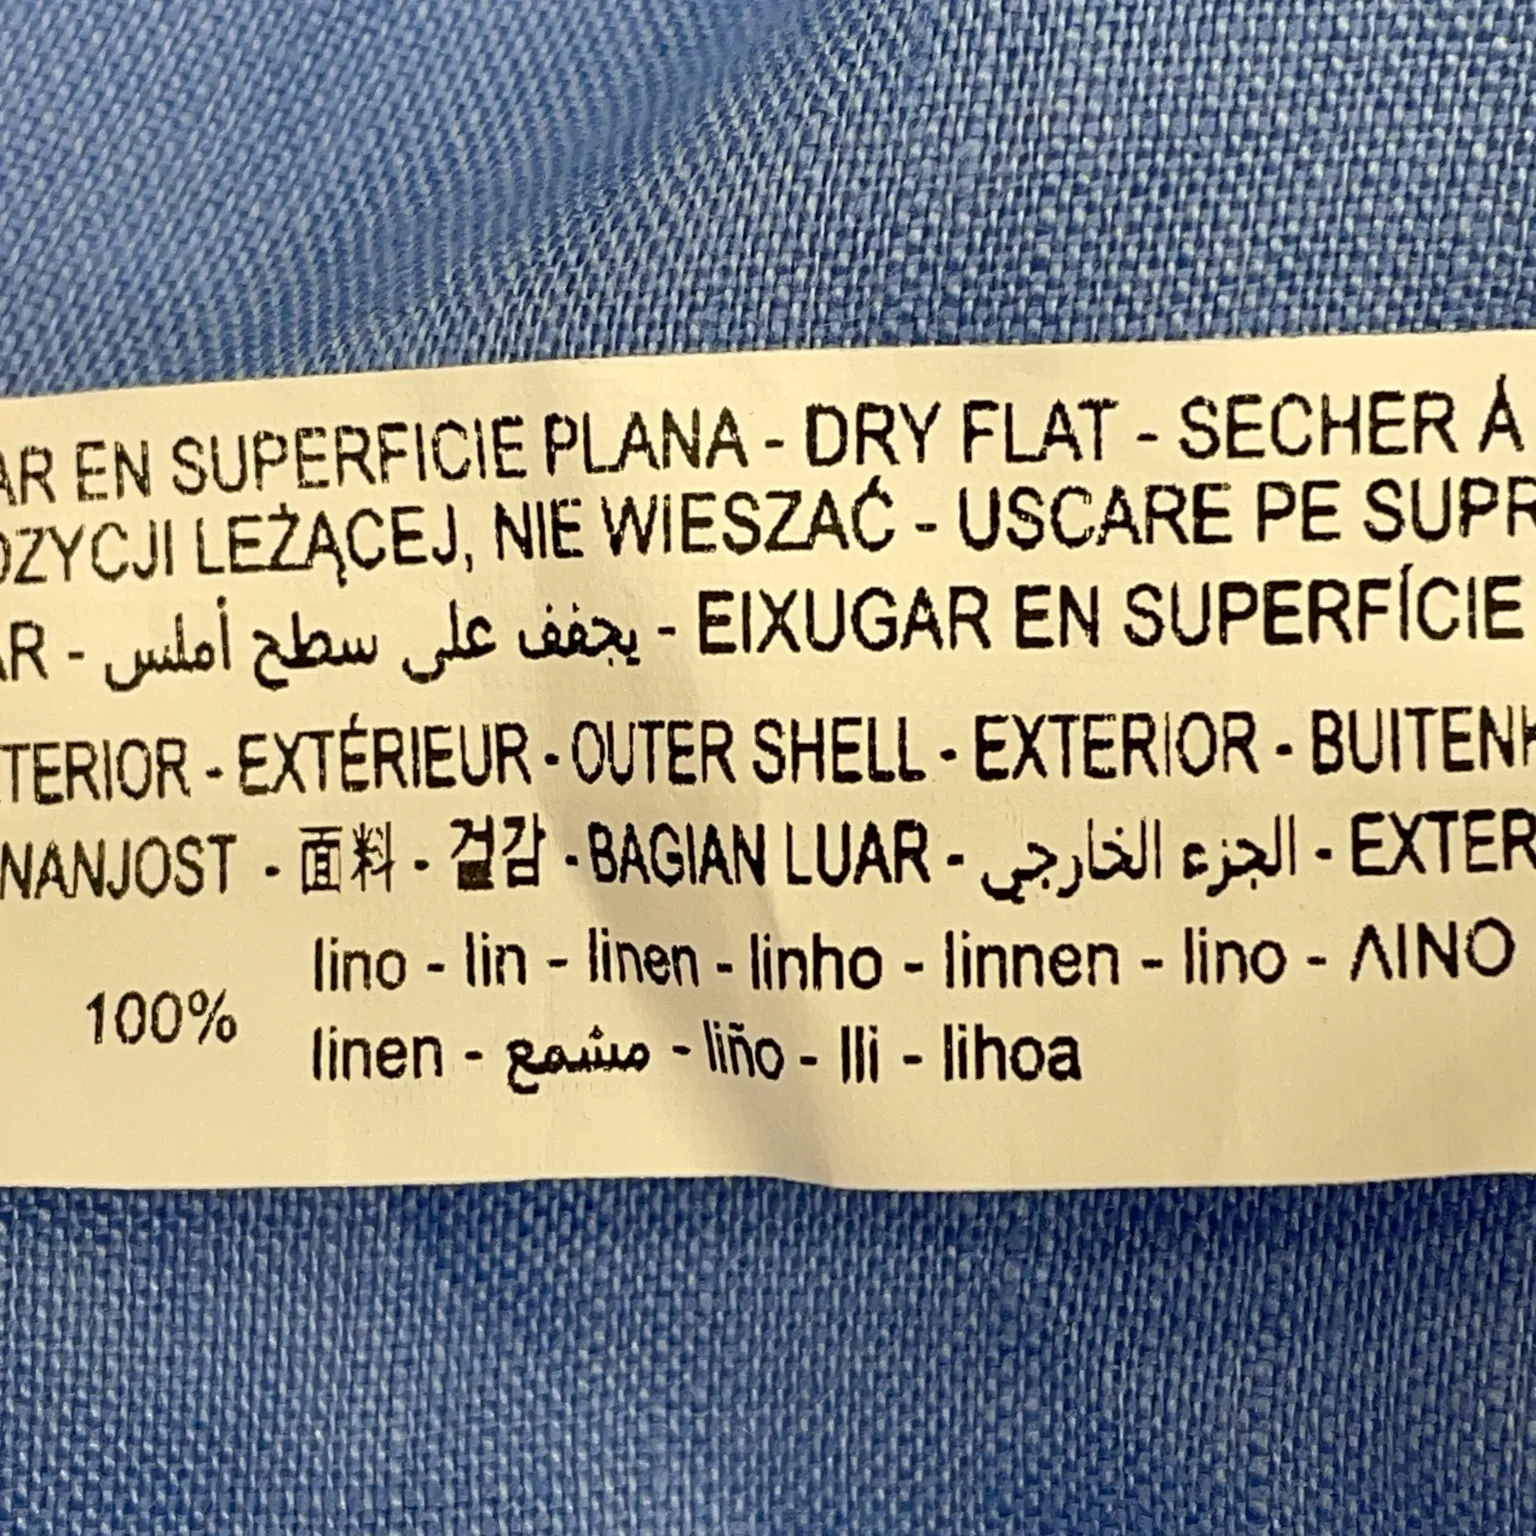 AR EN SUPERFICIE PLANA - DRY FLAT - SECHER À
OZYCJI LEŻĄCEJ, NIE WIESZAĆ - USCARE PE SUPR
AR - يجفف على سطح أملس - EIXUGAR EN SUPERFÍCIE
TERIOR - EXTÉRIEUR - OUTER SHELL - EXTERIOR - BUITENK
NANJOST - 面料 - 겉감 - BAGIAN LUAR - الجزء الخارجي - EXTER
100%
lino - lin - linen - linho - linnen - lino - ΛΙΝΟ
linen - مشمع - liño - lli - lihoa